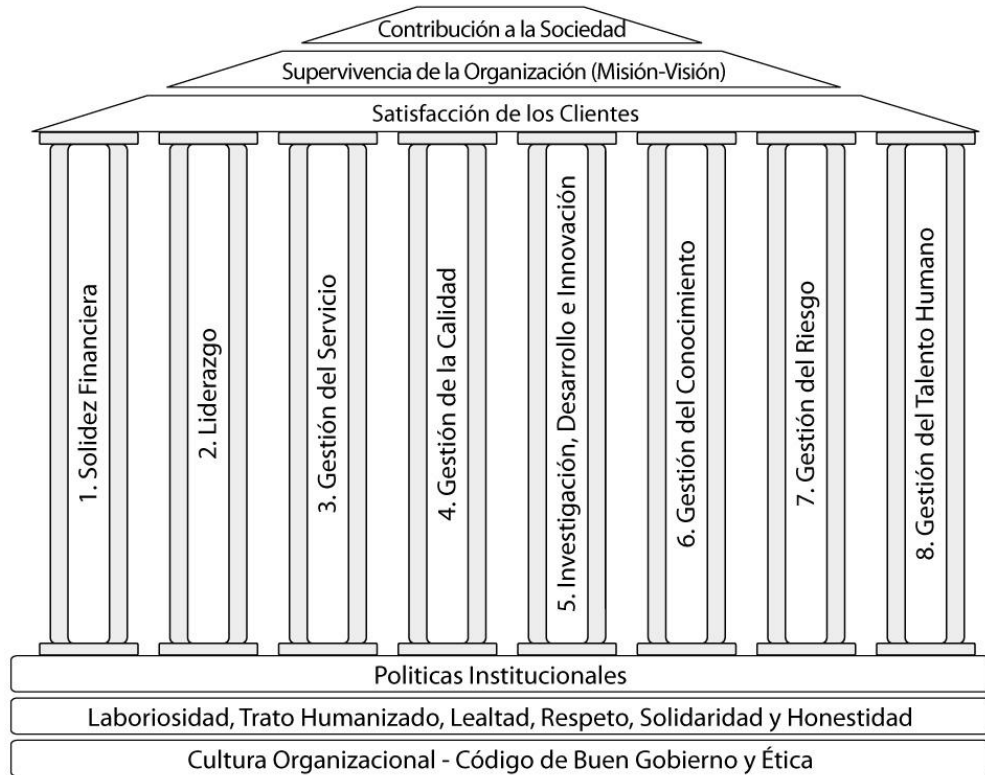 Contribución a la Sociedad
Supervivencia de la Organización (Misión-Visión)
Satisfacción de los Clientes
1. Solidez Financiera
2. Liderazgo
3. Gestión del Servicio
4. Gestión de la Calidad
5. Investigación, Desarrollo e Innovación
6. Gestión del Conocimiento
7. Gestión del Riesgo
8. Gestión del Talento Humano
Politicas Institucionales
Laboriosidad, Trato Humanizado, Lealtad, Respeto, Solidaridad y Honestidad
Cultura Organizacional - Código de Buen Gobierno y Ética